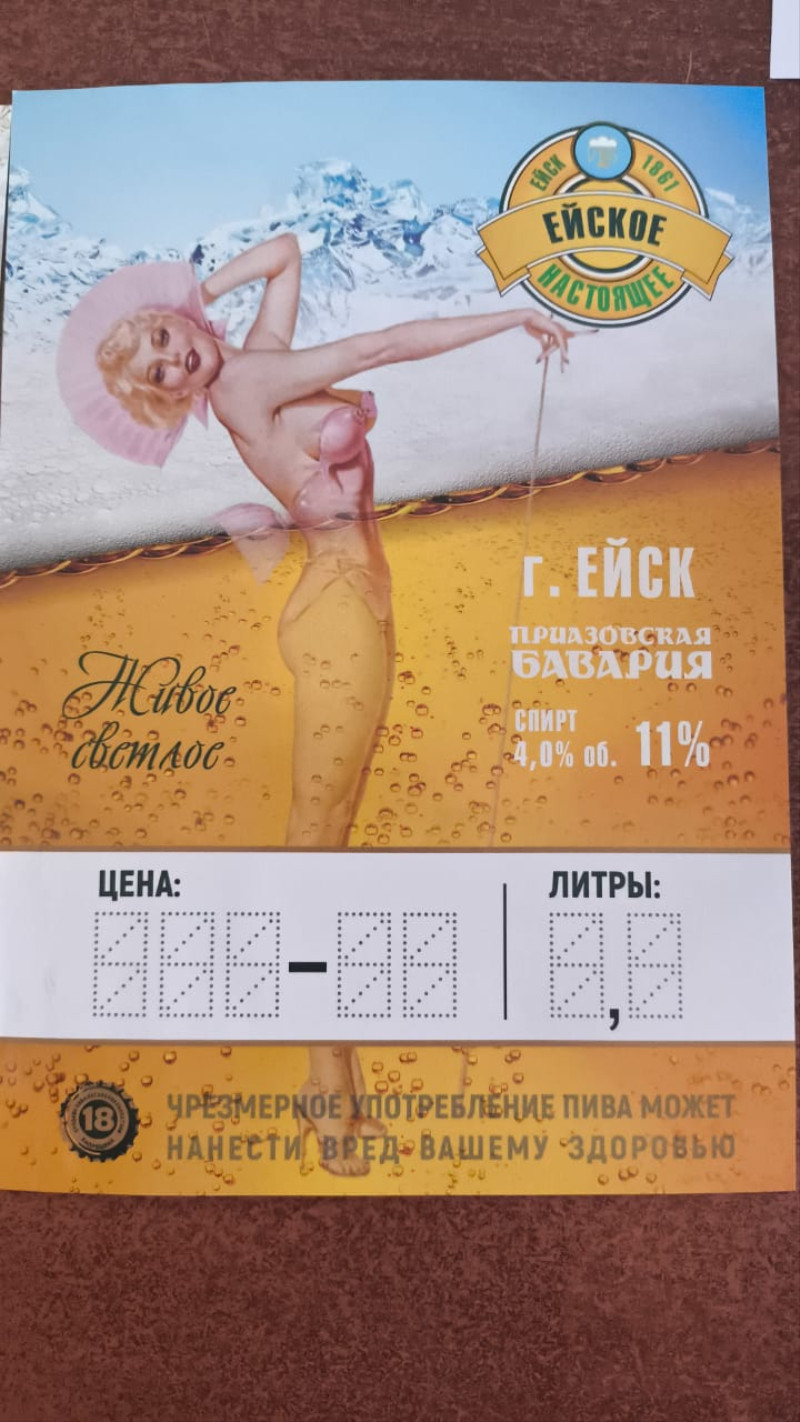 ЕЙСК 1861
ЕЙСКОЕ
НАСТОЯЩЕЕ
г. ЕЙСК
ПРИАЗОВСКАЯ
БАВАРИЯ
Живое
светлое
СПИРТ
4,0% об. 11%
ЦЕНА: ЛИТРЫ:
18
ЧРЕЗМЕРНОЕ УПОТРЕБЛЕНИЕ ПИВА МОЖЕТ
НАНЕСТИ ВРЕД ВАШЕМУ ЗДОРОВЬЮ